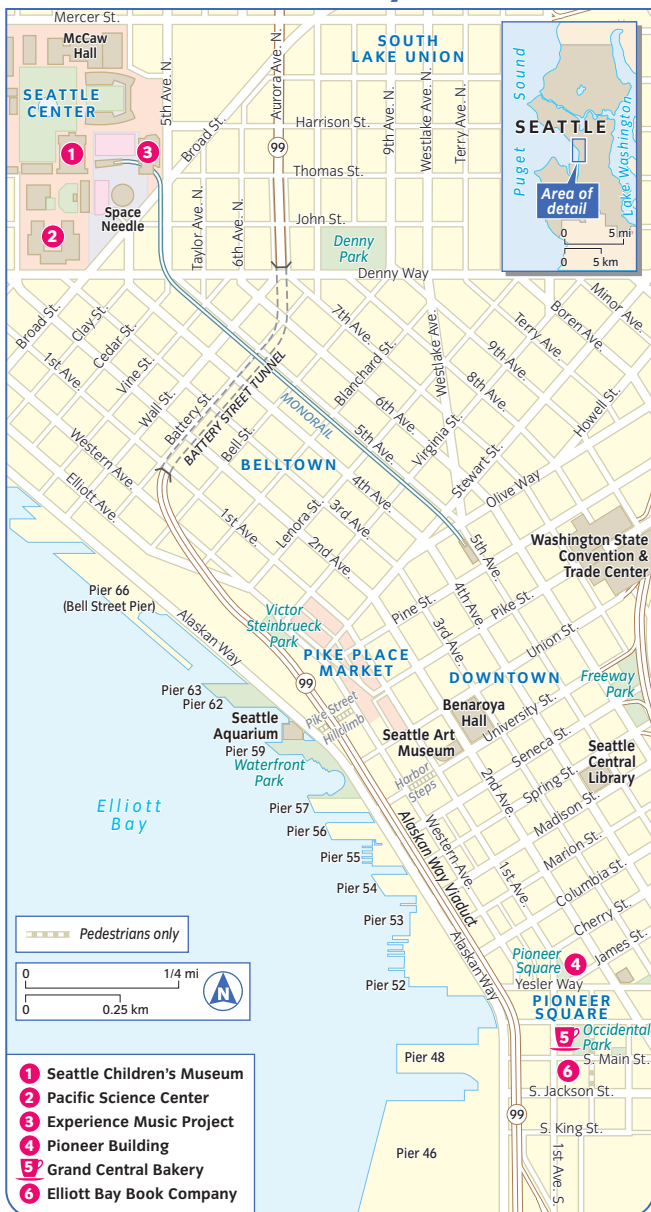 Mercer St.
McCaw
Hall
SEATTLE
CENTER
5th Ave. N.
Aurora Ave. N.
SOUTH
LAKE UNION
9th Ave. N
Westlake Ave. N.
Terry Ave. N.
Broad St.
Harrison St.
99
Thomas St.
1
3
2
Space
Needle
Taylor Ave. N.
6th Ave. N.
John St.
Denny
Park
Denny Way
Puget Sound
SEATTLE
Lake Washington
Area of
detail
0 5 mi
0 5 km
Broad St.
Clay St.
Cedar St.
Vine St.
Wall St.
Battery St.
BATTERY STREET TUNNEL
Bell St.
1st Ave.
Western Ave.
Elliott Ave.
MONORAIL
BELLTOWN
7th Ave.
Blanchard St.
6th Ave.
5th Ave.
Westlake Ave.
Virginia St.
Stewart St.
8th Ave.
9th Ave.
Terry Ave.
Boren Ave.
Minor Ave.
Howell St.
Olive Way
4th Ave.
3rd Ave.
Lenora St.
2nd Ave.
1st Ave.
5th Ave.
Washington State
Convention &
Trade Center
Pier 66
(Bell Street Pier)
Alaskan Way
Victor
Steinbrueck
Park
Pine St.
4th Ave.
Pike St.
3rd Ave.
Union St.
PIKE PLACE
MARKET
DOWNTOWN
Freeway
Park
99
Pier 63
Pier 62
Seattle
Aquarium
Pier 59
Waterfront
Park
Pike Street
Hillclimb
Benaroya
Hall
Seattle Art
Museum
University St.
Seneca St.
Seattle
Central
Library
Harbor
Steps
2nd Ave.
Spring St.
Madison St.
Elliott
Bay
Pier 57
Pier 56
Pier 55
Pier 54
Pier 53
Pier 52
Alaskan Way Viaduct
Western Ave.
1st Ave.
Marion St.
Columbia St.
Cherry St.
James St.
Alaskan Way
Pedestrians only
0 1/4 mi
0 0.25 km
N
Pioneer
Square
4
Yesler Way
PIONEER
SQUARE
5
Occidental
Park
S. Main St.
6
S. Jackson St.
Pier 48
99
S. King St.
1st Ave. S.
Pier 46
1 Seattle Children's Museum
2 Pacific Science Center
3 Experience Music Project
4 Pioneer Building
5 Grand Central Bakery
6 Elliott Bay Book Company